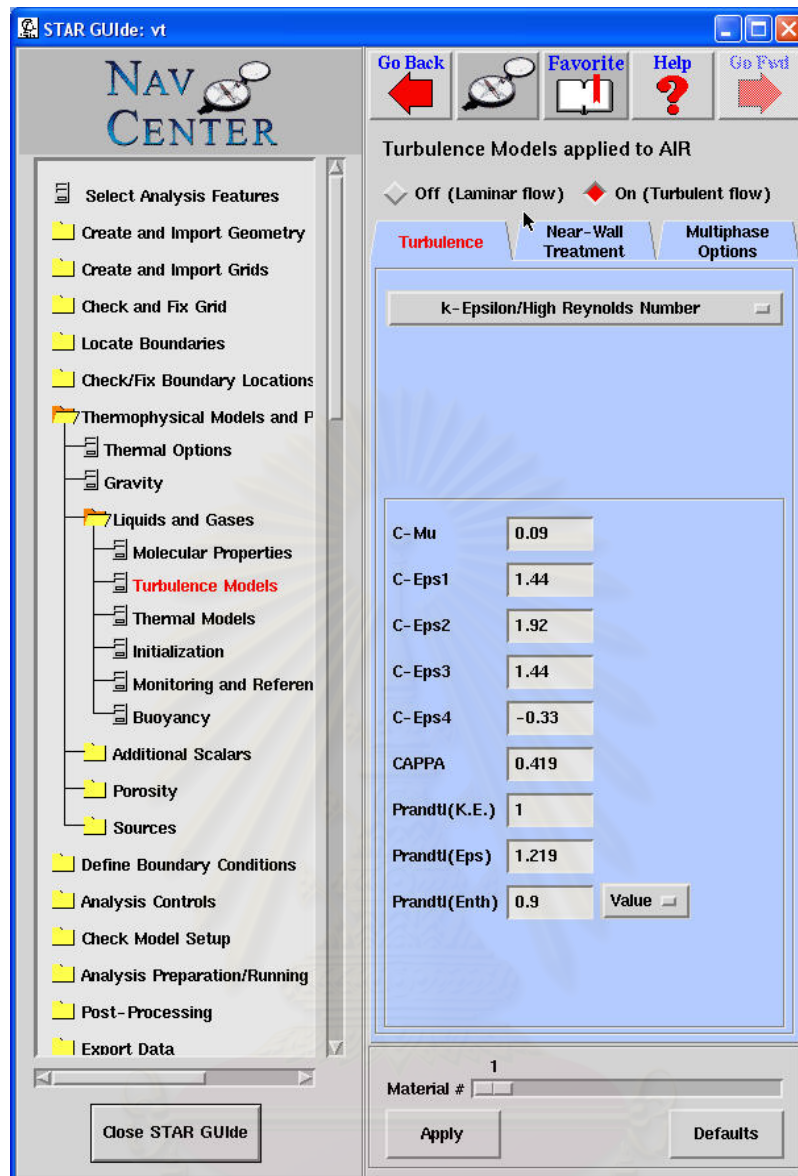 STAR GUIde: vt
NAV
CENTER
Select Analysis Features
Create and Import Geometry
Create and Import Grids
Check and Fix Grid
Locate Boundaries
Check/Fix Boundary Locations
Thermophysical Models and P
Thermal Options
Gravity
Liquids and Gases
Molecular Properties
Turbulence Models
Thermal Models
Initialization
Monitoring and Referen
Buoyancy
Additional Scalars
Porosity
Sources
Define Boundary Conditions
Analysis Controls
Check Model Setup
Analysis Preparation/Running
Post-Processing
Export Data
Close STAR GUIde
Go Back
Favorite
Help
Go Fwd
Turbulence Models applied to AIR
Off (Laminar flow) On (Turbulent flow)
Turbulence
Near-Wall
Treatment
Multiphase
Options
k-Epsilon/High Reynolds Number
C-Mu 0.09
C-Eps1 1.44
C-Eps2 1.92
C-Eps3 1.44
C-Eps4 -0.33
CAPPA 0.419
Prandtl(K.E.) 1
Prandtl(Eps) 1.219
Prandtl(Enth) 0.9 Value
1
Material #
Apply
Defaults